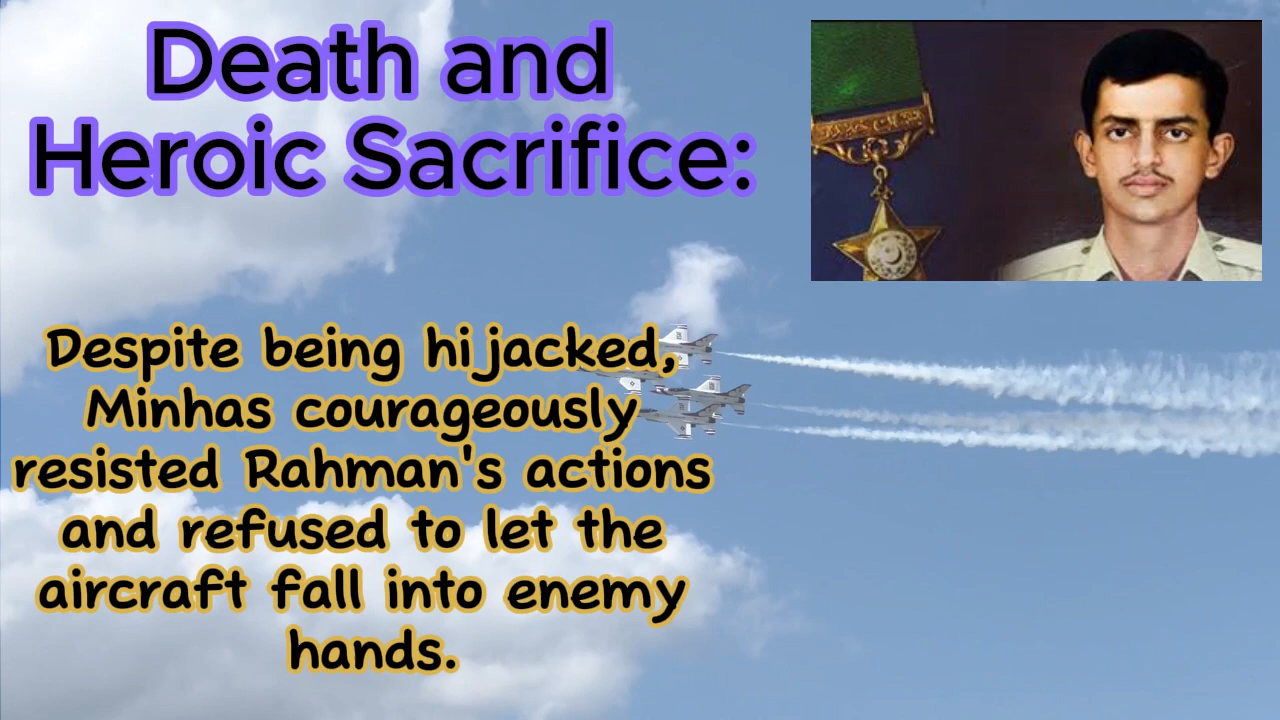 Death and
Heroic Sacrifice:
Despite being hijacked,
Minhas courageously
resisted Rahman's actions
and refused to let the
aircraft fall into enemy
hands.